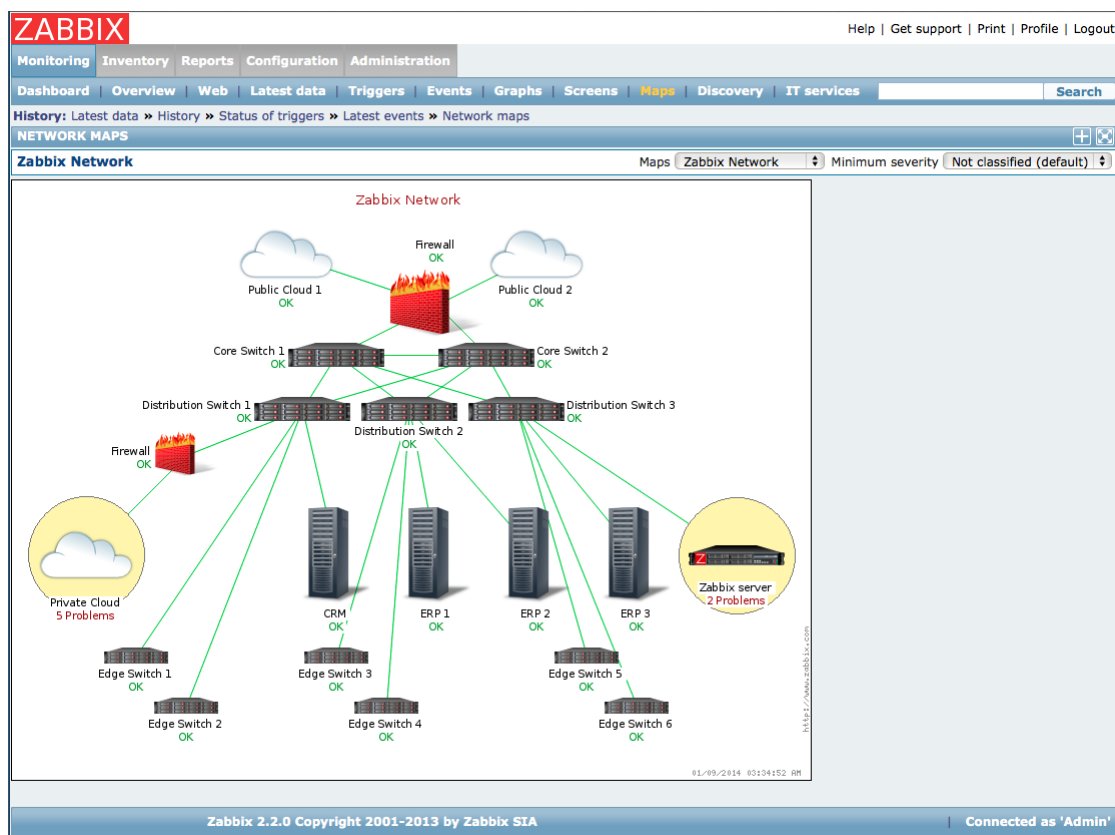 ZABBIX
Help | Get support | Print | Profile | Logout
Monitoring Inventory Reports Configuration Administration
Dashboard | Overview | Web | Latest data | Triggers | Events | Graphs | Screens | Maps | Discovery | IT services Search
History: Latest data » History » Status of triggers » Latest events » Network maps
NETWORK MAPS
Zabbix Network Maps Zabbix Network Minimum severity Not classified (default)
Zabbix Network
Firewall
OK
Public Cloud 1
OK
Public Cloud 2
OK
Core Switch 1
OK
Core Switch 2
OK
Distribution Switch 1
OK
Distribution Switch 2
OK
Distribution Switch 3
OK
Firewall
OK
Private Cloud
5 Problems
CRM
OK
ERP 1
OK
ERP 2
OK
ERP 3
OK
Z
Zabbix server
2 Problems
Edge Switch 1
OK
Edge Switch 2
OK
Edge Switch 3
OK
Edge Switch 4
OK
Edge Switch 5
OK
Edge Switch 6
OK
http://www.zabbix.com
01/09/2014 03:34:52 AM
Zabbix 2.2.0 Copyright 2001-2013 by Zabbix SIA | Connected as 'Admin'